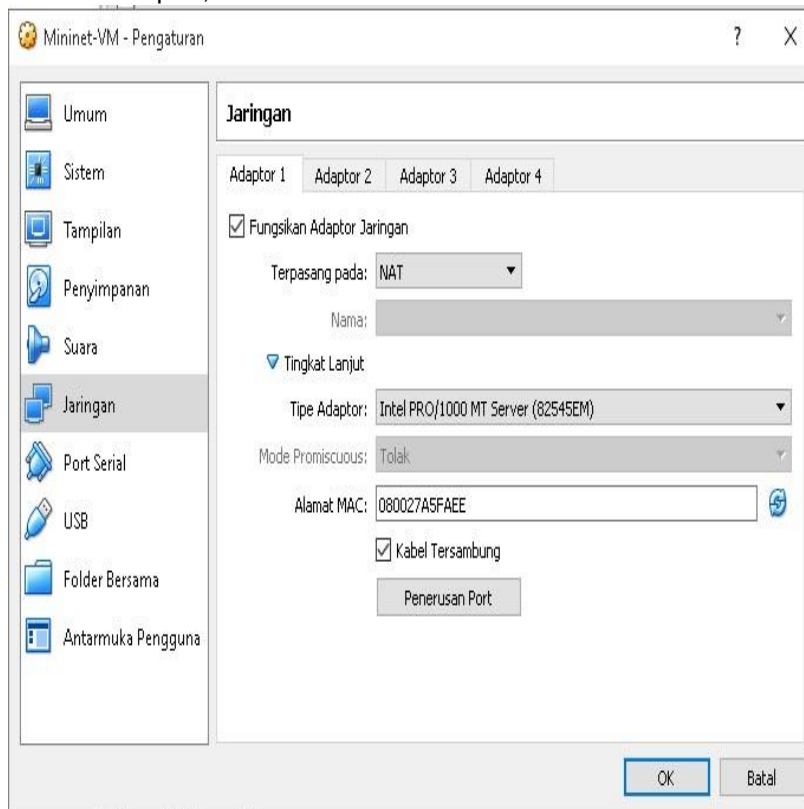 Mininet-VM - Pengaturan
? X
Umum
Sistem
Tampilan
Penyimpanan
Suara
Jaringan
Port Serial
USB
Folder Bersama
Antarmuka Pengguna
Jaringan
Adaptor 1 Adaptor 2 Adaptor 3 Adaptor 4
Fungsikan Adaptor Jaringan
Terpasang pada: NAT
Nama:
Tingkat Lanjut
Tipe Adaptor: Intel PRO/1000 MT Server (82545EM)
Mode Promiscuous: Tolak
Alamat MAC: 080027A5FAEE
Kabel Tersambung
Penerusan Port
OK Batal